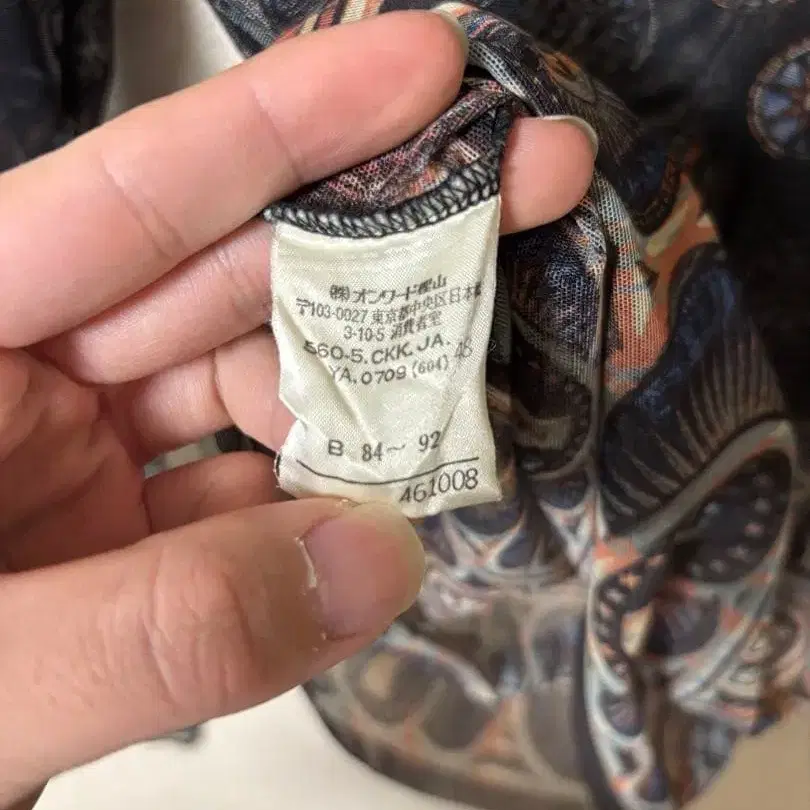 ㈱オンワード樫山
〒103-0027 東京都中央区日本橋
3-10-5 消費者室
560-5.CKK.JA.
YA.0709(604) 48
B 84〜 92
461008